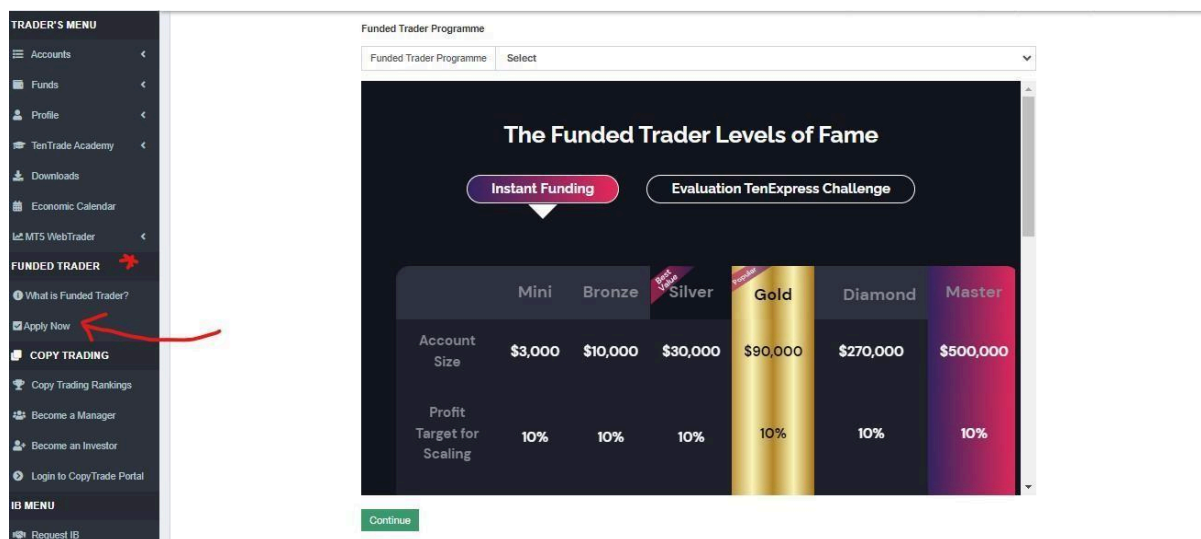 TRADER'S MENU
Accounts
Funds
Profile
TenTrade Academy
Downloads
Economic Calendar
MT5 WebTrader
FUNDED TRADER
What is Funded Trader?
Apply Now
COPY TRADING
Copy Trading Rankings
Become a Manager
Become an Investor
Login to CopyTrade Portal
IB MENU
Request IB
Funded Trader Programme
Funded Trader Programme Select
The Funded Trader Levels of Fame
Instant Funding Evaluation TenExpress Challenge
Best Value
Popular
Mini Bronze Silver Gold Diamond Master
Account Size $3,000 $10,000 $30,000 $90,000 $270,000 $500,000
Profit Target for Scaling 10% 10% 10% 10% 10% 10%
Continue